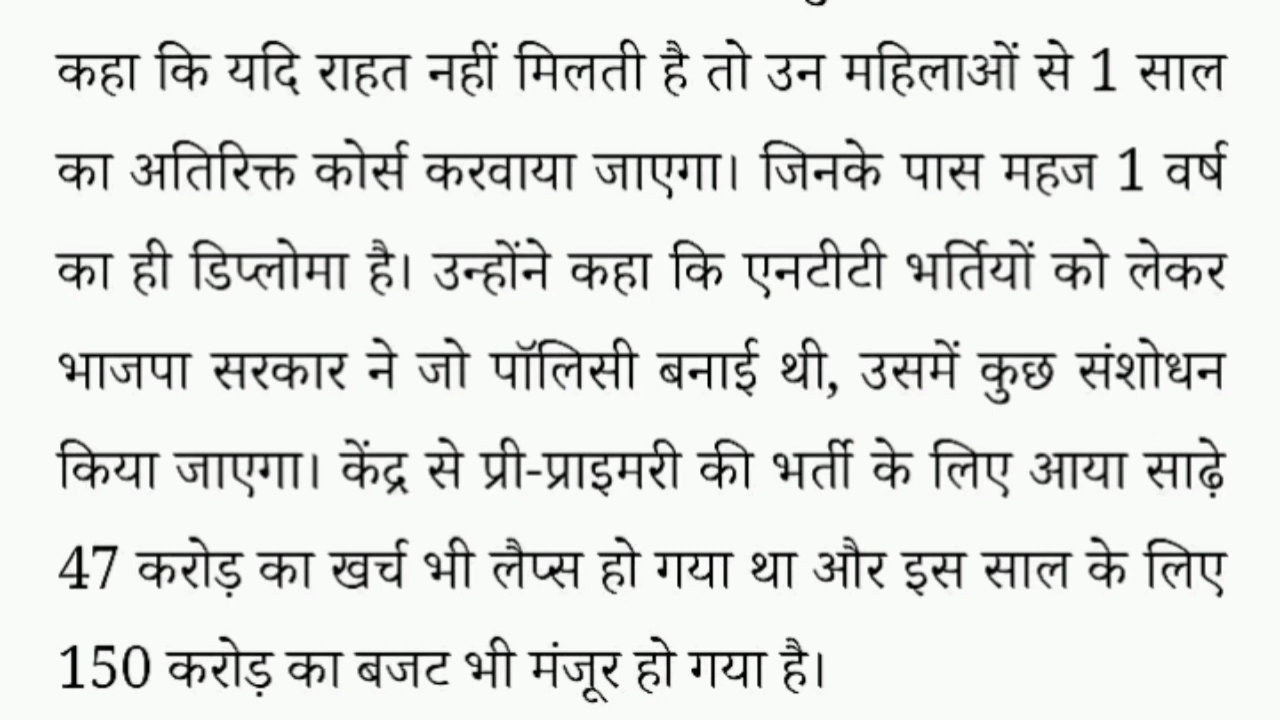 कहा कि यदि राहत नहीं मिलती है तो उन महिलाओं से 1 साल
का अतिरिक्त कोर्स करवाया जाएगा। जिनके पास महज 1 वर्ष
का ही डिप्लोमा है। उन्होंने कहा कि एनटीटी भर्तियों को लेकर
भाजपा सरकार ने जो पॉलिसी बनाई थी, उसमें कुछ संशोधन
किया जाएगा। केंद्र से प्री-प्राइमरी की भर्ती के लिए आया साढ़े
47 करोड़ का खर्च भी लैप्स हो गया था और इस साल के लिए
150 करोड़ का बजट भी मंजूर हो गया है।